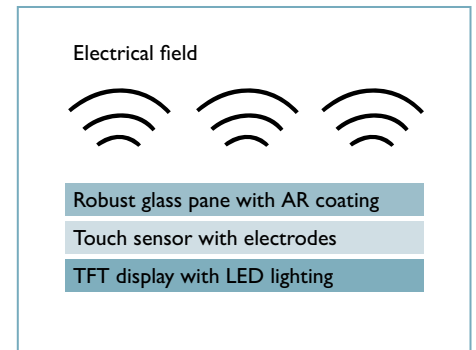 Electrical field
Robust glass pane with AR coating
Touch sensor with electrodes
TFT display with LED lighting